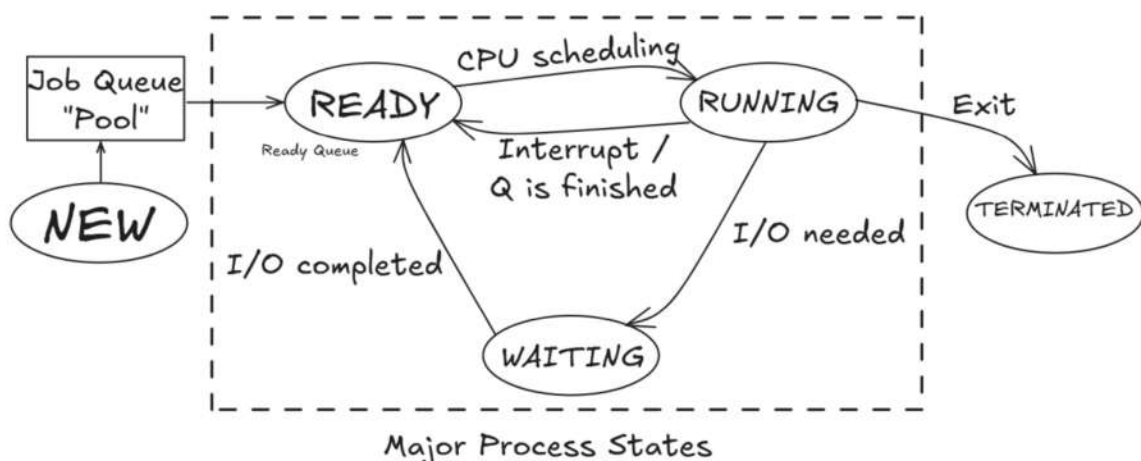 Job Queue
"Pool"
NEW
READY
Ready Queue
CPU scheduling
RUNNING
Interrupt /
Q is finished
Exit
TERMINATED
I/O needed
I/O completed
WAITING
Major Process States